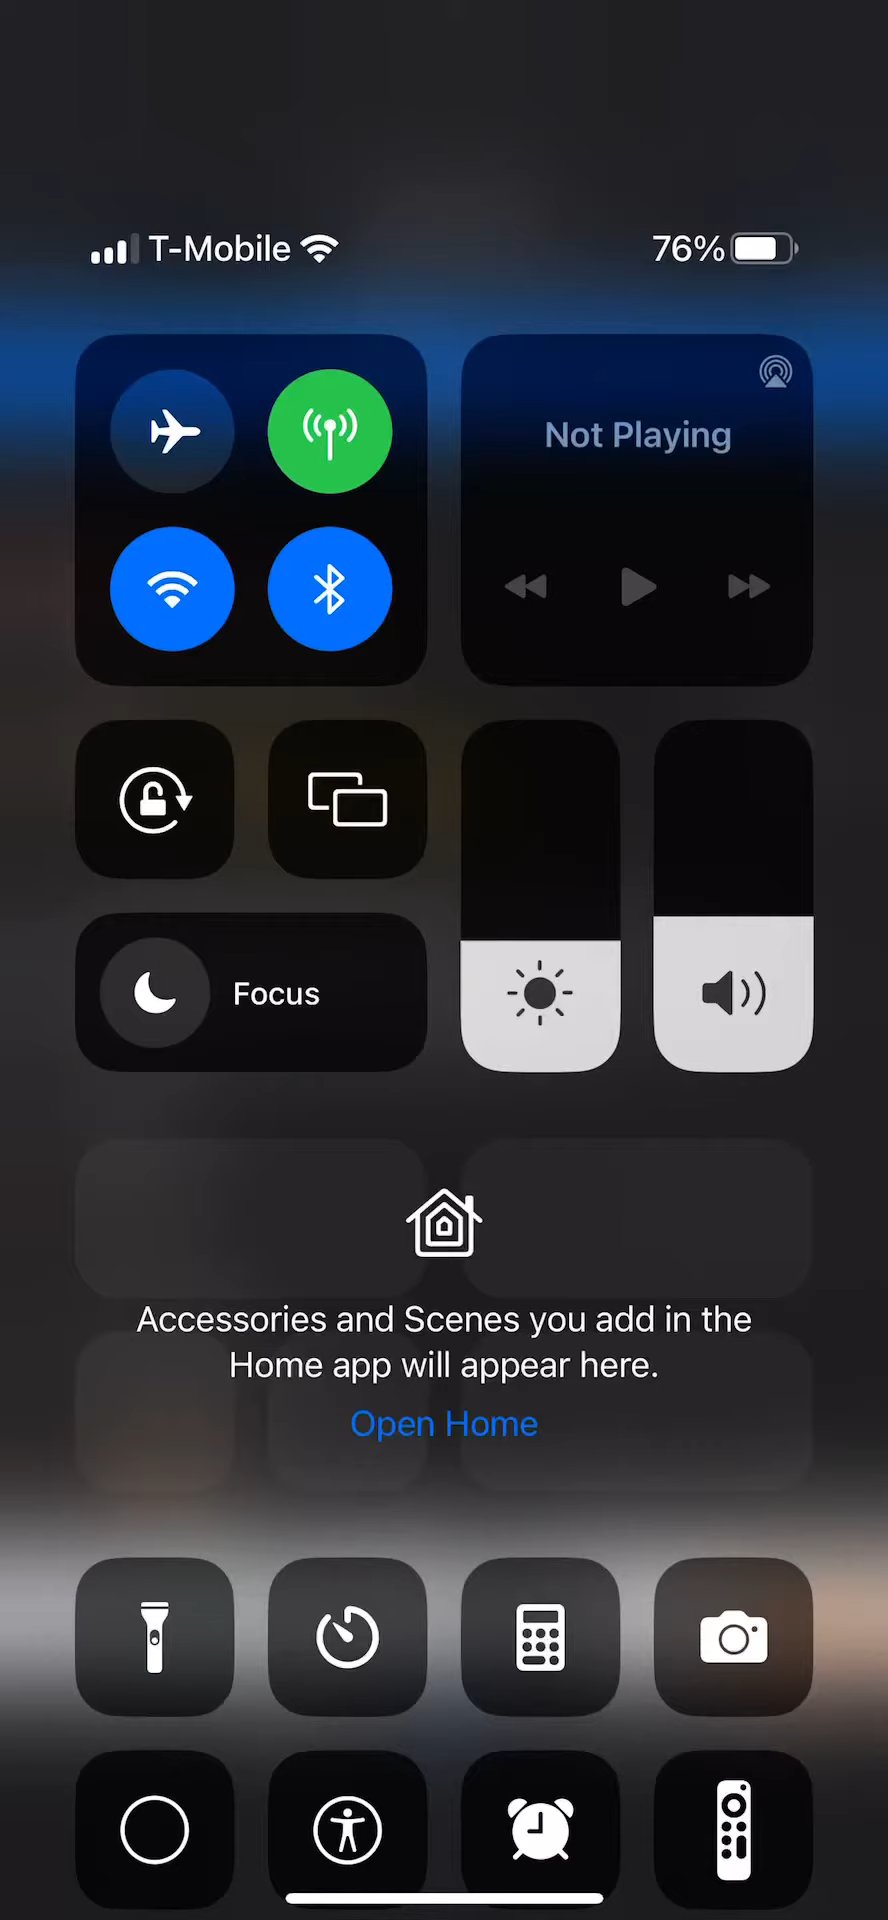 T-Mobile 76%
Not Playing
Focus
Accessories and Scenes you add in the
Home app will appear here.
Open Home